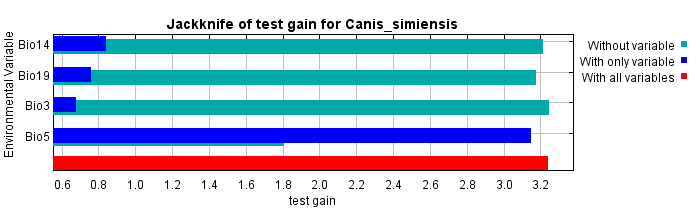 Jackknife of test gain for Canis_simiensis
Environmental Variable
Bio14
Bio19
Bio3
Bio5
Without variable
With only variable
With all variables
0.6 0.8 1.0 1.2 1.4 1.6 1.8 2.0 2.2 2.4 2.6 2.8 3.0 3.2
test gain